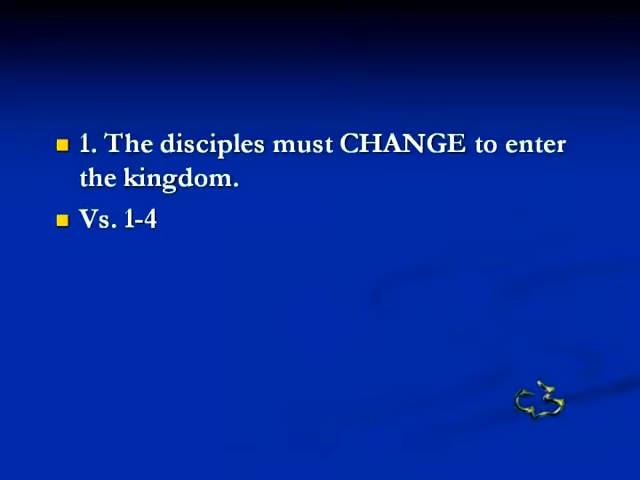 1. The disciples must CHANGE to enter
the kingdom.
Vs. 1-4